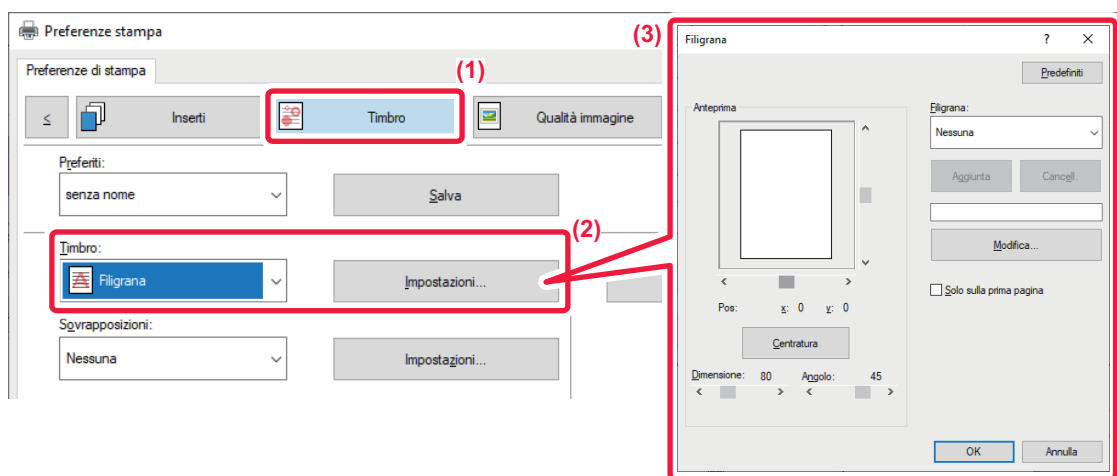 Preferenze stampa
Preferenze di stampa
(1)
<
Inserti
Timbro
Qualità immagine
Preferiti:
senza nome
Salva
(2)
Timbro:
Filigrana
Impostazioni...
Sovrapposizioni:
Nessuna
Impostazioni...
(3)
Filigrana
?
Predefiniti
Anteprima
Filigrana:
Nessuna
Aggiunta
Cancell.
Modifica...
Solo sulla prima pagina
Pos: x: 0 y: 0
Centratura
Dimensione: 80 Angolo: 45
OK
Annulla